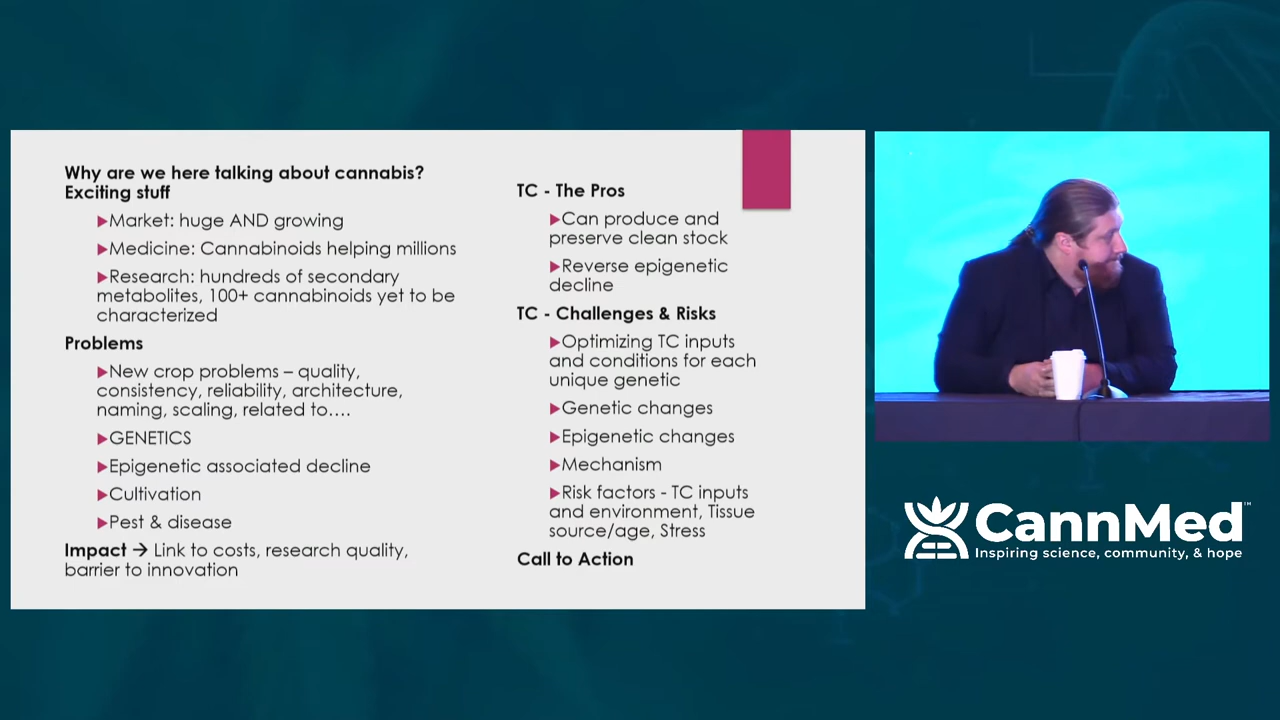 Why are we here talking about cannabis?
Exciting stuff
▶Market: huge AND growing
▶Medicine: Cannabinoids helping millions
▶Research: hundreds of secondary
metabolites, 100+ cannabinoids yet to be
characterized
Problems
▶New crop problems – quality,
consistency, reliability, architecture,
naming, scaling, related to….
▶GENETICS
▶Epigenetic associated decline
▶Cultivation
▶Pest & disease
Impact → Link to costs, research quality,
barrier to innovation
TC - The Pros
▶Can produce and
preserve clean stock
▶Reverse epigenetic
decline
TC - Challenges & Risks
▶Optimizing TC inputs
and conditions for each
unique genetic
▶Genetic changes
▶Epigenetic changes
▶Mechanism
▶Risk factors - TC inputs
and environment, Tissue
source/age, Stress
Call to Action
CannMed™
Inspiring science, community, & hope